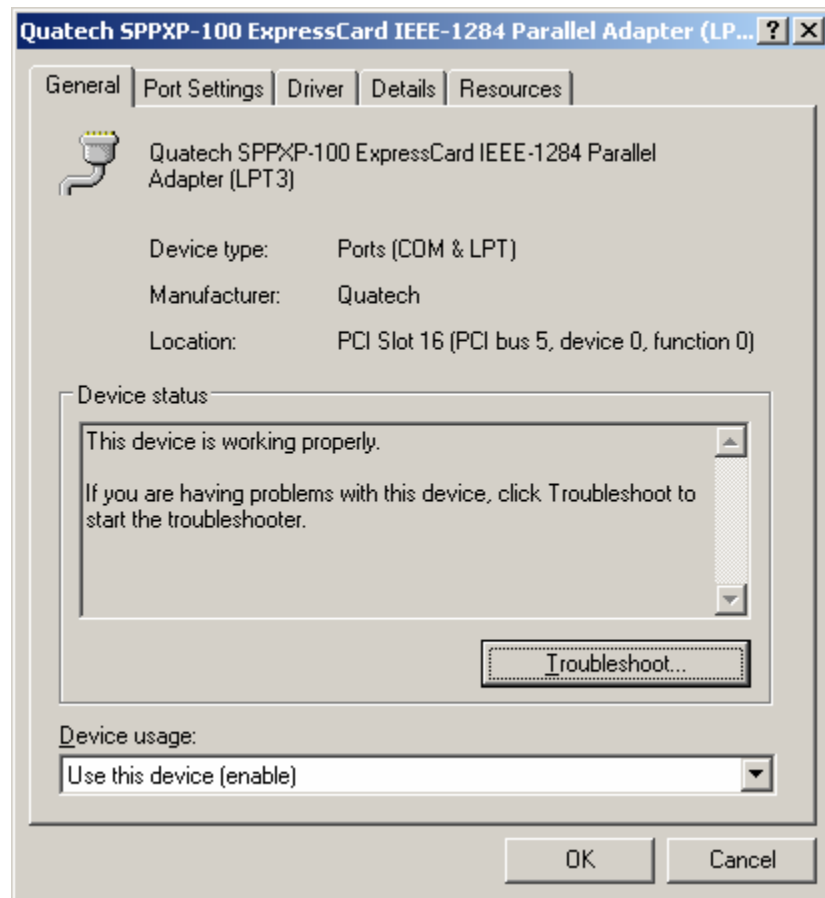 Quatech SPPXP-100 ExpressCard IEEE-1284 Parallel Adapter (LP...
General Port Settings Driver Details Resources
Quatech SPPXP-100 ExpressCard IEEE-1284 Parallel
Adapter (LPT3)
Device type: Ports (COM & LPT)
Manufacturer: Quatech
Location: PCI Slot 16 (PCI bus 5, device 0, function 0)
Device status
This device is working properly.
If you are having problems with this device, click Troubleshoot to
start the troubleshooter.
Troubleshoot...
Device usage:
Use this device (enable)
OK Cancel